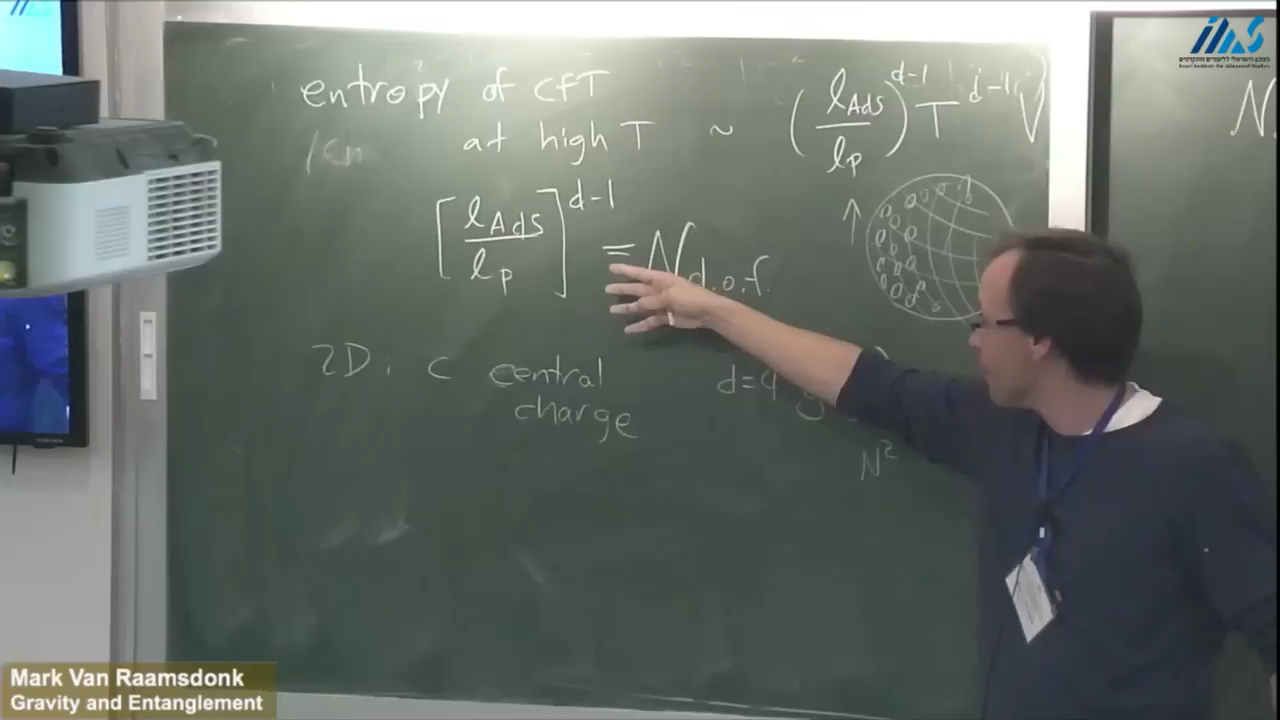 entropy of CFT
at high T ~ (l_AdS / l_P)^{d-1} T^{d-1} V
[l_AdS / l_P]^{d-1} = N_{d.o.f.}
2D: c central charge
d=4 g
N²
N
Mark Van Raamsdonk
Gravity and Entanglement